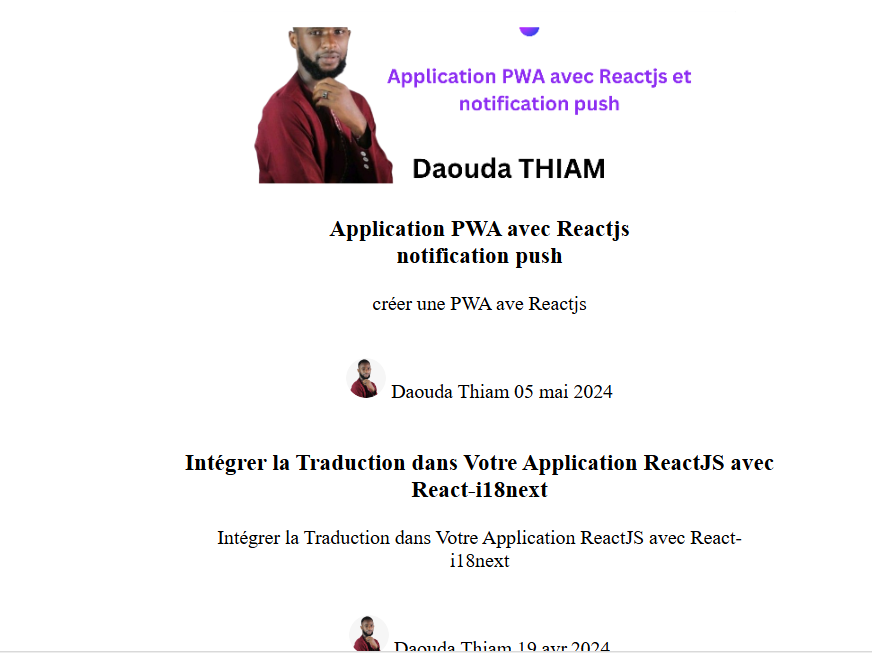 Application PWA avec Reactjs et
notification push
Daouda THIAM
Application PWA avec Reactjs
notification push
créer une PWA ave Reactjs
Daouda Thiam 05 mai 2024
Intégrer la Traduction dans Votre Application ReactJS avec
React-i18next
Intégrer la Traduction dans Votre Application ReactJS avec React-
i18next
Daouda Thiam 19 avr 2024